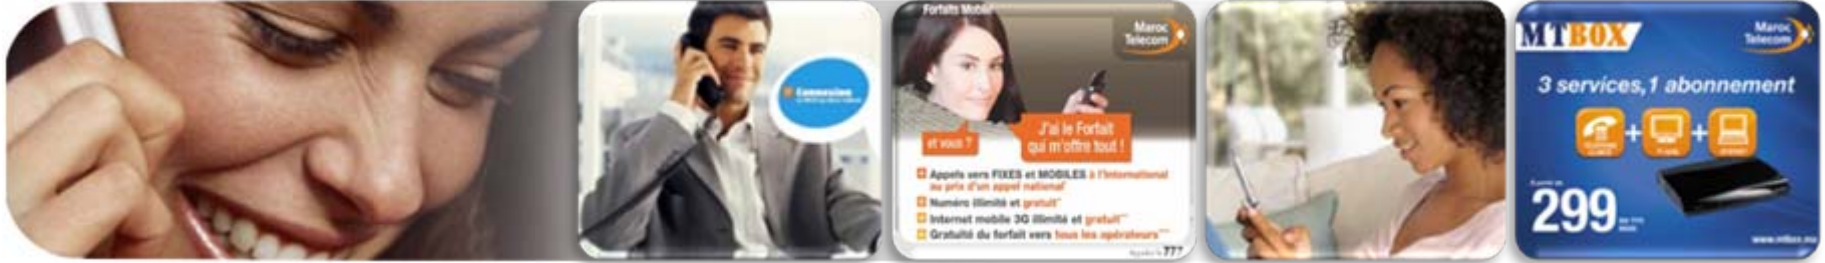 Connexion
Forfaits Mobile
Maroc
Telecom
J'ai le Forfait
qui m'offre tout !
et vous ?
Appels vers FIXES et MOBILES à l'International
au prix d'un appel national
Numéro illimité et gratuit*
Internet mobile 3G illimité et gratuit**
Gratuité du forfait vers tous les opérateurs***
777
MTBOX
Maroc
Telecom
3 services, 1 abonnement
+ +
299
www.mtbox.ma